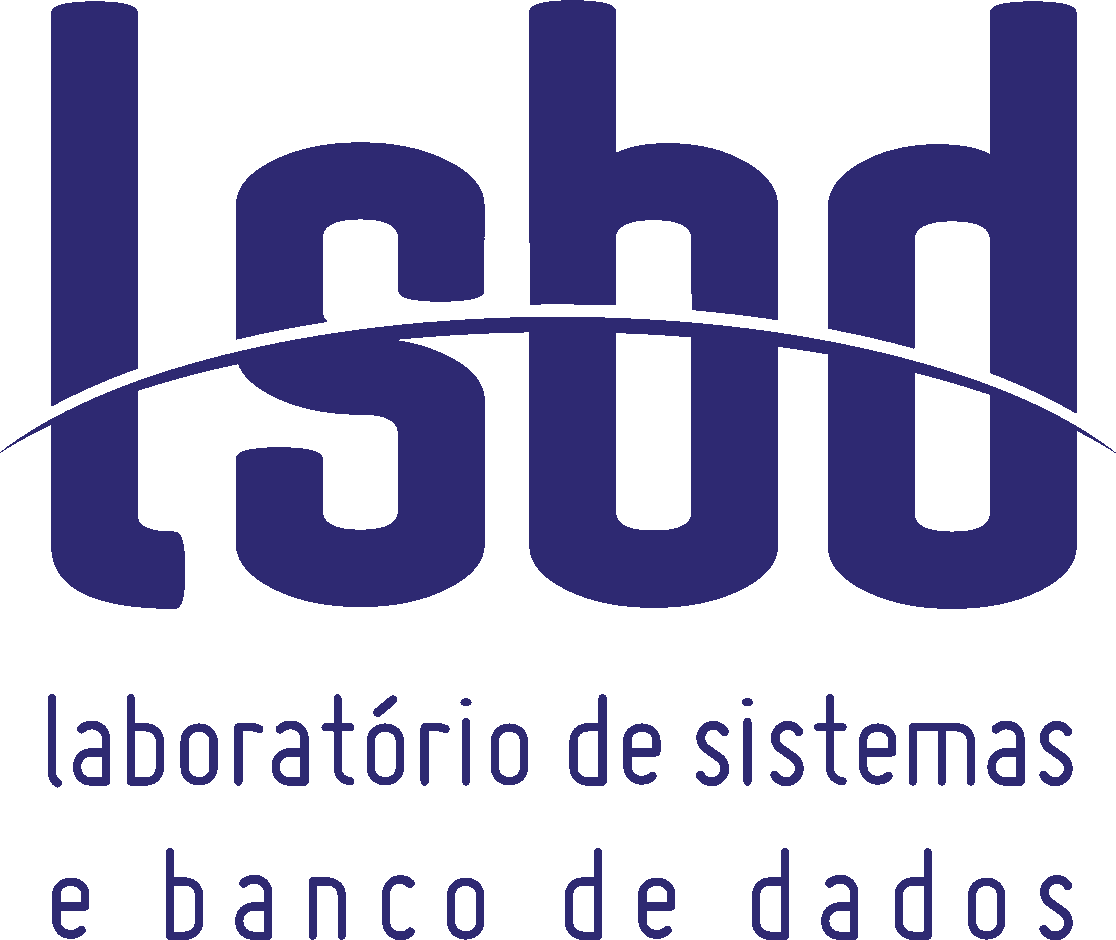 lsbd
laboratório de sistemas
e banco de dados